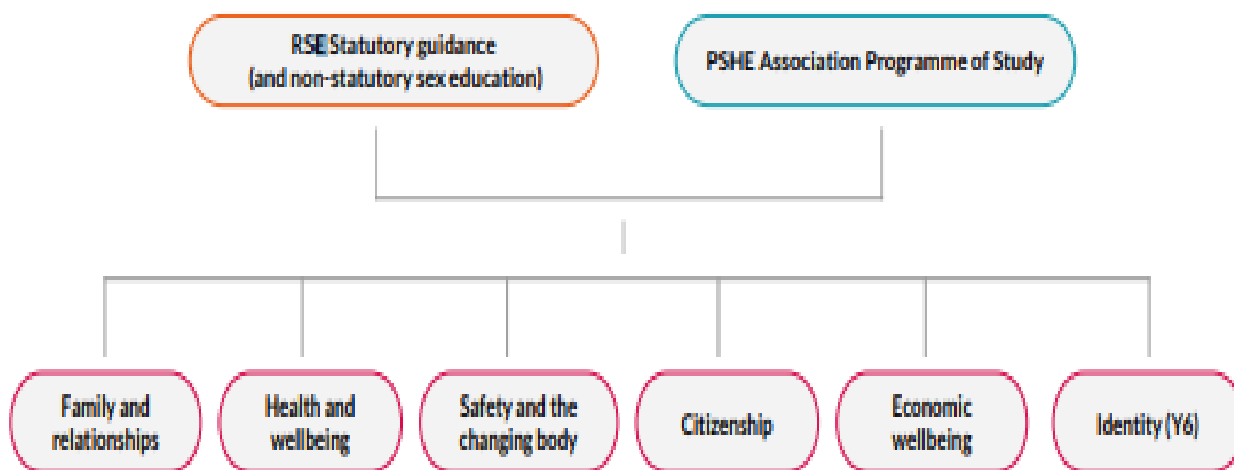 RSE Statutory guidance
(and non-statutory sex education)
PSHE Association Programme of Study
Family and
relationships
Health and
wellbeing
Safety and the
changing body
Citizenship
Economic
wellbeing
Identity (Y6)